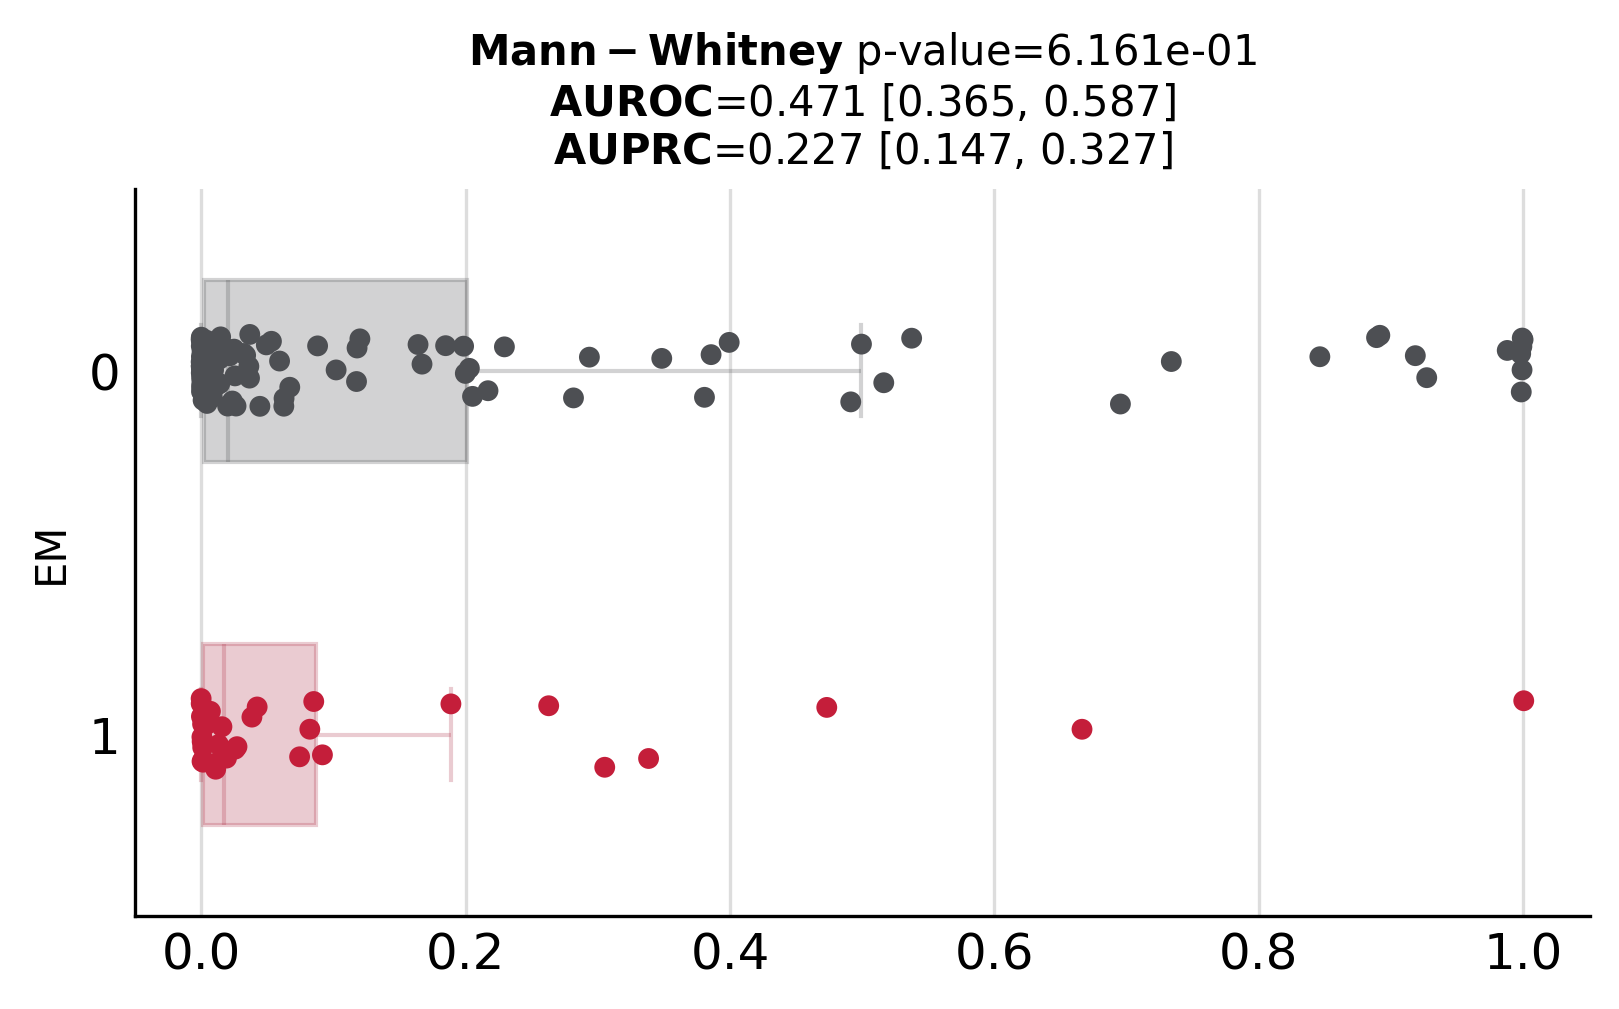 Mann − Whitney p-value=6.161e-01
AUROC=0.471 [0.365, 0.587]
AUPRC=0.227 [0.147, 0.327]
0
EM
1
0.0 0.2 0.4 0.6 0.8 1.0